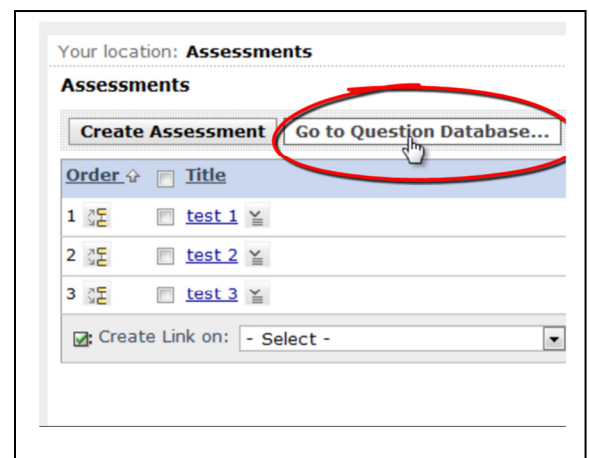 Your location: Assessments
Assessments
Create Assessment Go to Question Database...
Order Title
1 test 1
2 test 2
3 test 3
: Create Link on: - Select -